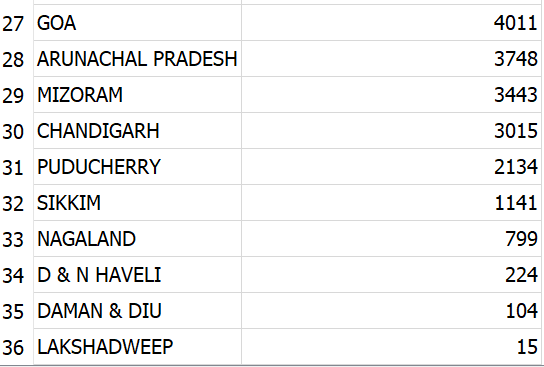 27 GOA 4011
28 ARUNACHAL PRADESH 3748
29 MIZORAM 3443
30 CHANDIGARH 3015
31 PUDUCHERRY 2134
32 SIKKIM 1141
33 NAGALAND 799
34 D & N HAVELI 224
35 DAMAN & DIU 104
36 LAKSHADWEEP 15